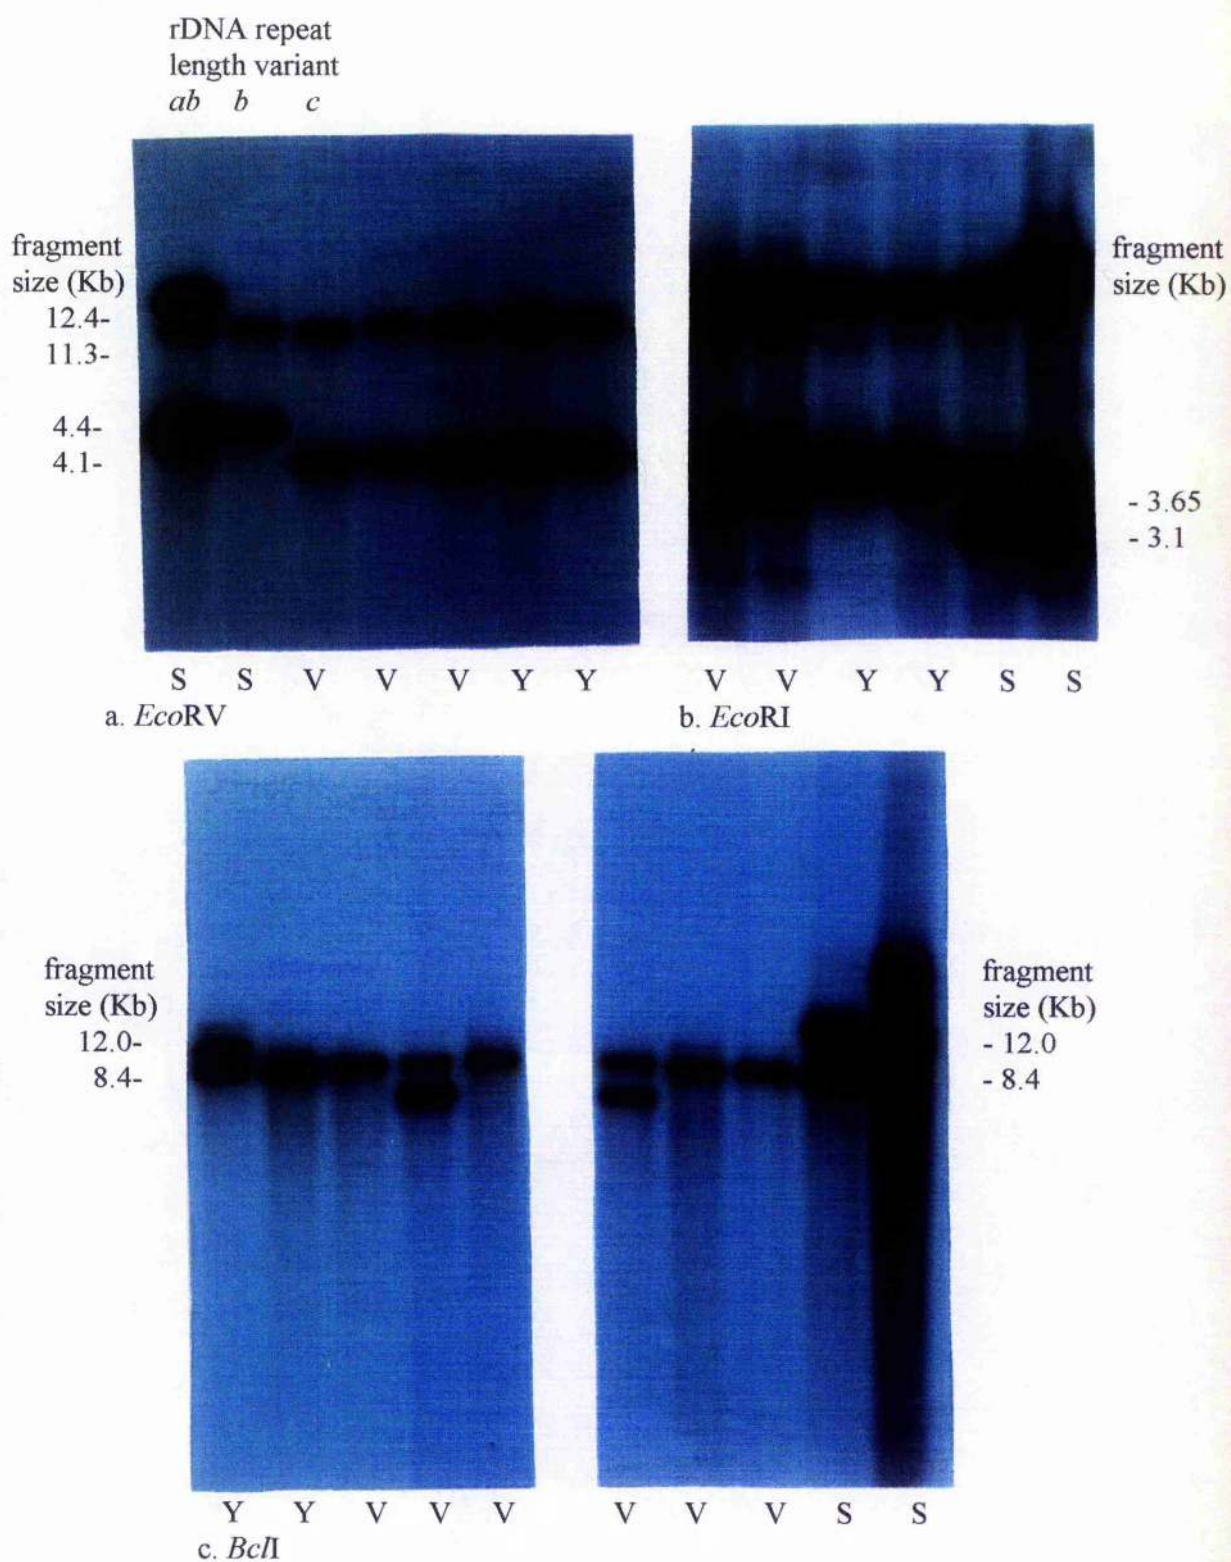 rDNA repeat
length variant
ab b c
fragment
size (Kb)
12.4-
11.3-
4.4-
4.1-
fragment
size (Kb)
- 3.65
- 3.1
S S V V V Y Y
a. EcoRV
V V Y Y S S
b. EcoRI
fragment
size (Kb)
12.0-
8.4-
fragment
size (Kb)
- 12.0
- 8.4
Y Y V V V
V V V S S
c. BclI